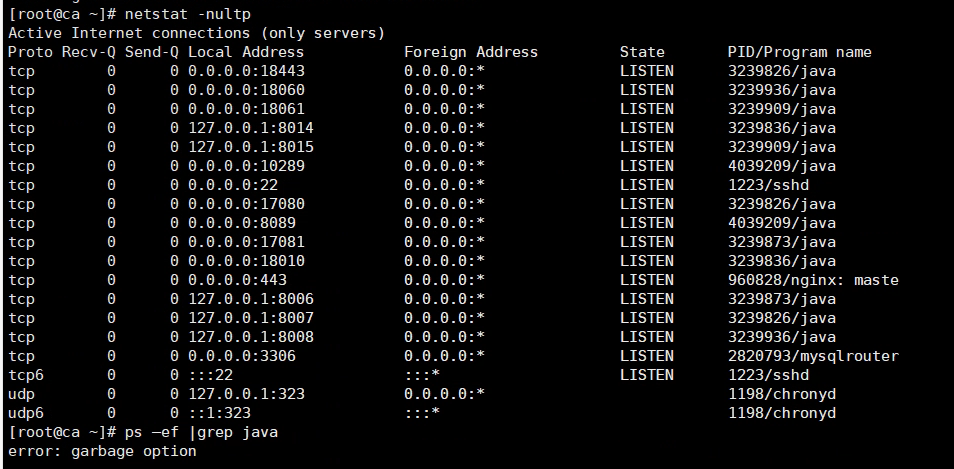 [root@ca ~]# netstat -nultp
Active Internet connections (only servers)
Proto Recv-Q Send-Q Local Address           Foreign Address         State       PID/Program name
tcp        0      0 0.0.0.0:18443           0.0.0.0:*               LISTEN      3239826/java
tcp        0      0 0.0.0.0:18060           0.0.0.0:*               LISTEN      3239936/java
tcp        0      0 0.0.0.0:18061           0.0.0.0:*               LISTEN      3239909/java
tcp        0      0 127.0.0.1:8014          0.0.0.0:*               LISTEN      3239836/java
tcp        0      0 127.0.0.1:8015          0.0.0.0:*               LISTEN      3239909/java
tcp        0      0 0.0.0.0:10289           0.0.0.0:*               LISTEN      4039209/java
tcp        0      0 0.0.0.0:22              0.0.0.0:*               LISTEN      1223/sshd
tcp        0      0 0.0.0.0:17080           0.0.0.0:*               LISTEN      3239826/java
tcp        0      0 0.0.0.0:8089            0.0.0.0:*               LISTEN      4039209/java
tcp        0      0 0.0.0.0:17081           0.0.0.0:*               LISTEN      3239873/java
tcp        0      0 0.0.0.0:18010           0.0.0.0:*               LISTEN      3239836/java
tcp        0      0 0.0.0.0:443             0.0.0.0:*               LISTEN      960828/nginx: maste
tcp        0      0 127.0.0.1:8006          0.0.0.0:*               LISTEN      3239873/java
tcp        0      0 127.0.0.1:8007          0.0.0.0:*               LISTEN      3239826/java
tcp        0      0 127.0.0.1:8008          0.0.0.0:*               LISTEN      3239936/java
tcp        0      0 0.0.0.0:3306            0.0.0.0:*               LISTEN      2820793/mysqlrouter
tcp6       0      0 :::22                   :::*                    LISTEN      1223/sshd
udp        0      0 127.0.0.1:323           0.0.0.0:*                           1198/chronyd
udp6       0      0 ::1:323                 :::*                                1198/chronyd
[root@ca ~]# ps –ef |grep java
error: garbage option